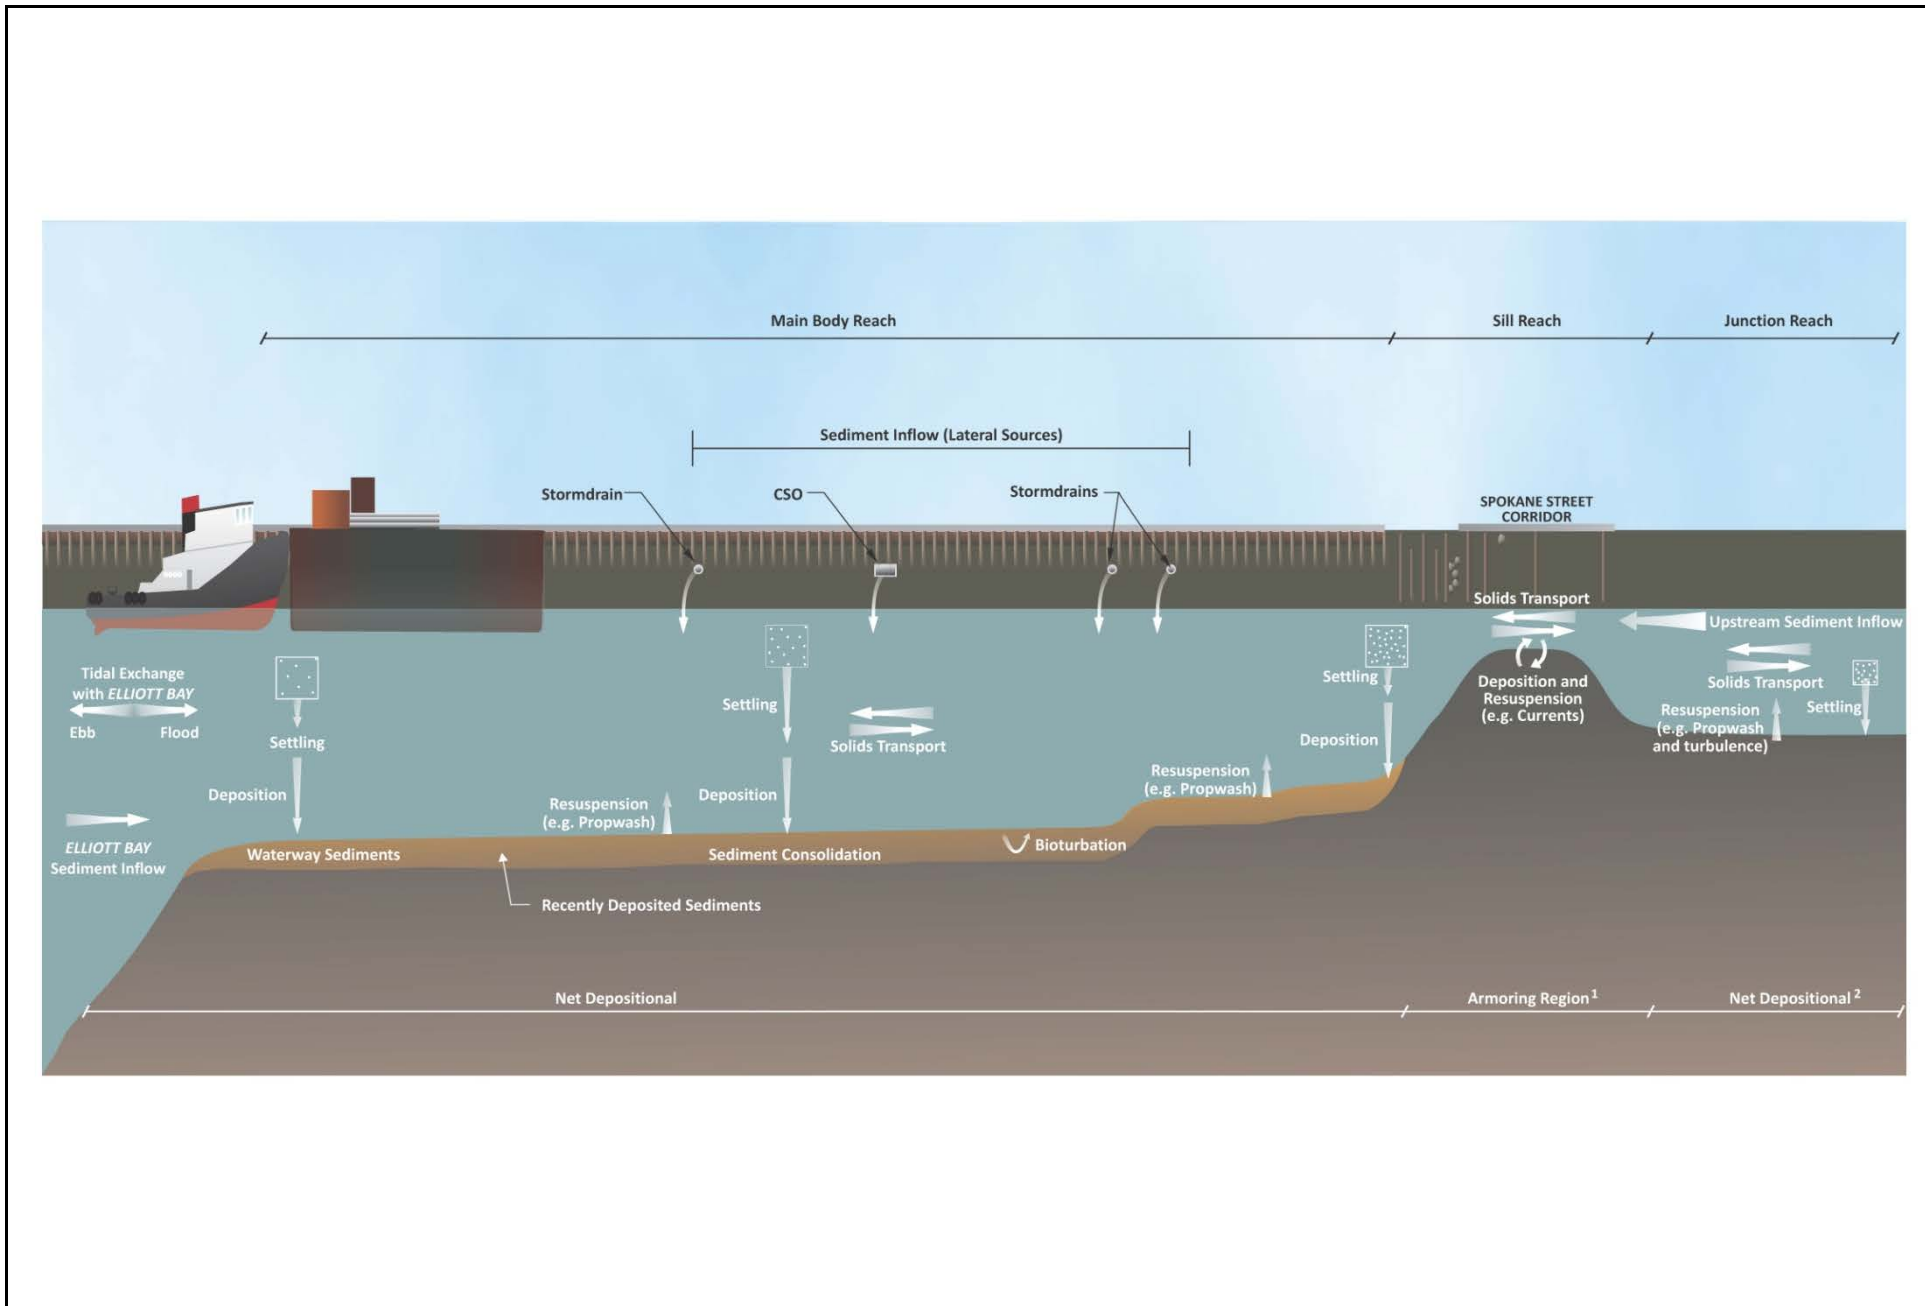 Main Body Reach
Sill Reach
Junction Reach
Sediment Inflow (Lateral Sources)
Stormdrain
CSO
Stormdrains
SPOKANE STREET
CORRIDOR
Solids Transport
Upstream Sediment Inflow
Tidal Exchange
with ELLIOTT BAY
Ebb
Flood
Settling
Deposition
ELLIOTT BAY
Sediment Inflow
Waterway Sediments
Resuspension
(e.g. Propwash)
Settling
Deposition
Solids Transport
Sediment Consolidation
Recently Deposited Sediments
Bioturbation
Resuspension
(e.g. Propwash)
Settling
Deposition
Deposition and
Resuspension
(e.g. Currents)
Solids Transport
Resuspension
(e.g. Propwash
and turbulence)
Settling
Net Depositional
Armoring Region1
Net Depositional 2